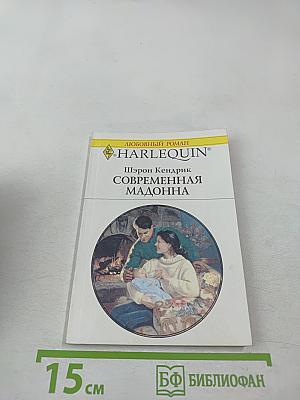 ЛЮБОВНЫЙ РОМАН
HARLEQUIN®
Шэрон Кендрик
СОВРЕМЕННАЯ
МАДОННА
15 см
БФ БИБЛИОФАН